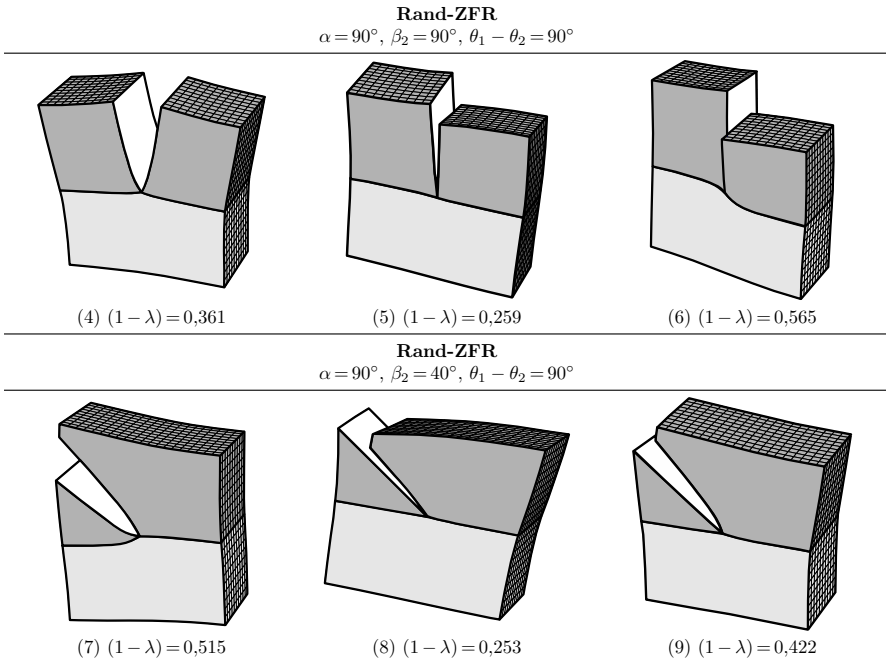 Rand-ZFR
α = 90°, β₂ = 90°, θ₁ − θ₂ = 90°
(4) (1 − λ) = 0,361
(5) (1 − λ) = 0,259
(6) (1 − λ) = 0,565
Rand-ZFR
α = 90°, β₂ = 40°, θ₁ − θ₂ = 90°
(7) (1 − λ) = 0,515
(8) (1 − λ) = 0,253
(9) (1 − λ) = 0,422